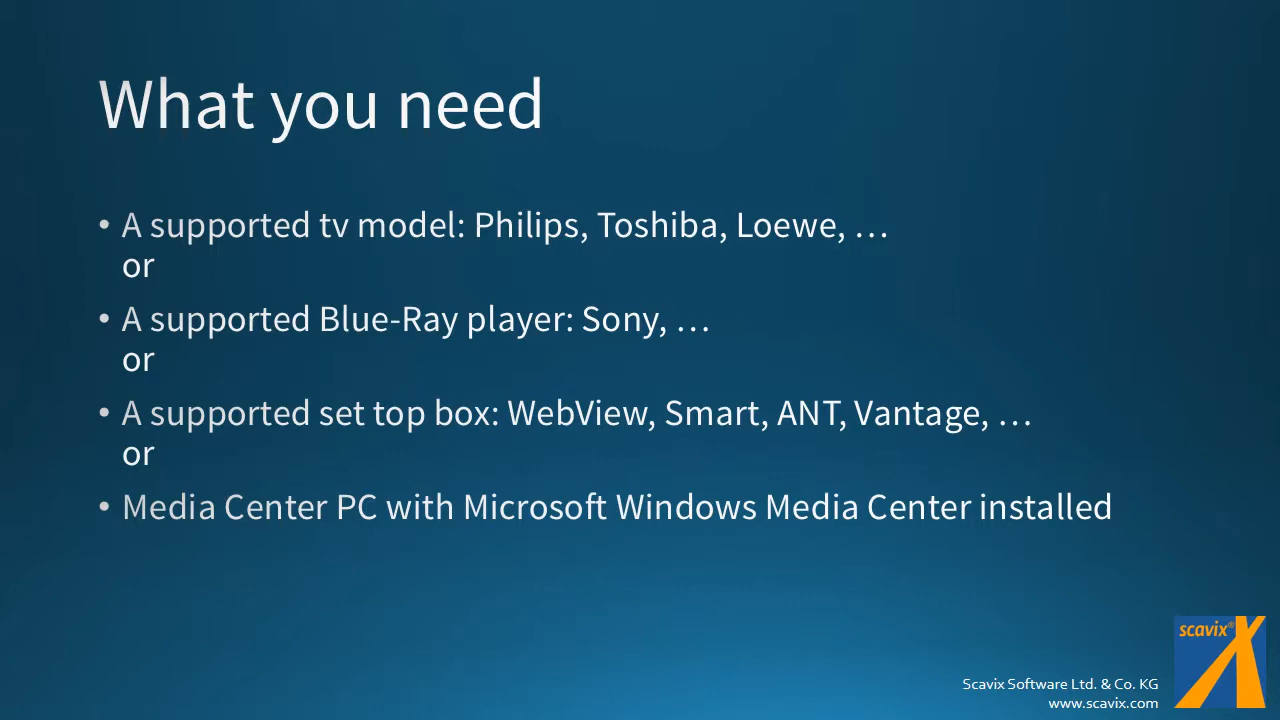 What you need
• A supported tv model: Philips, Toshiba, Loewe, …
or
• A supported Blue-Ray player: Sony, …
or
• A supported set top box: WebView, Smart, ANT, Vantage, …
or
• Media Center PC with Microsoft Windows Media Center installed
scavix®
Scavix Software Ltd. & Co. KG
www.scavix.com